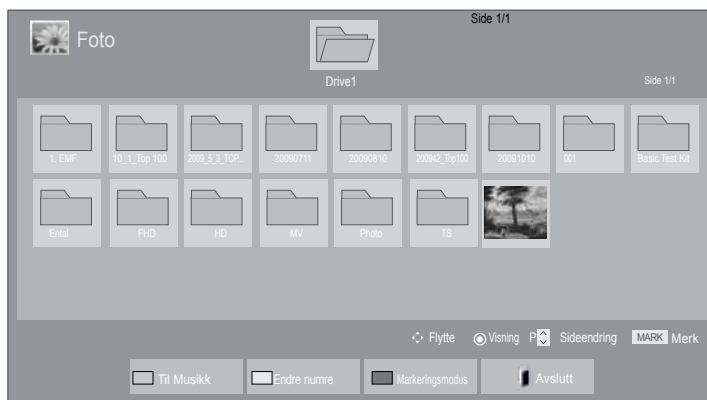 Side 1/1
Foto
Drive1
Side 1/1
1. EMF 10_1_Top 100 2009_5_3_TOP... 20090711 20090810 200942_Top100 20091010 001 Basic Test Kit
Ental FHD HD MV Photo TS
Flytte Visning P Sideendring MARK Merk
Til Musikk Endre numre Markeringsmodus Avslutt